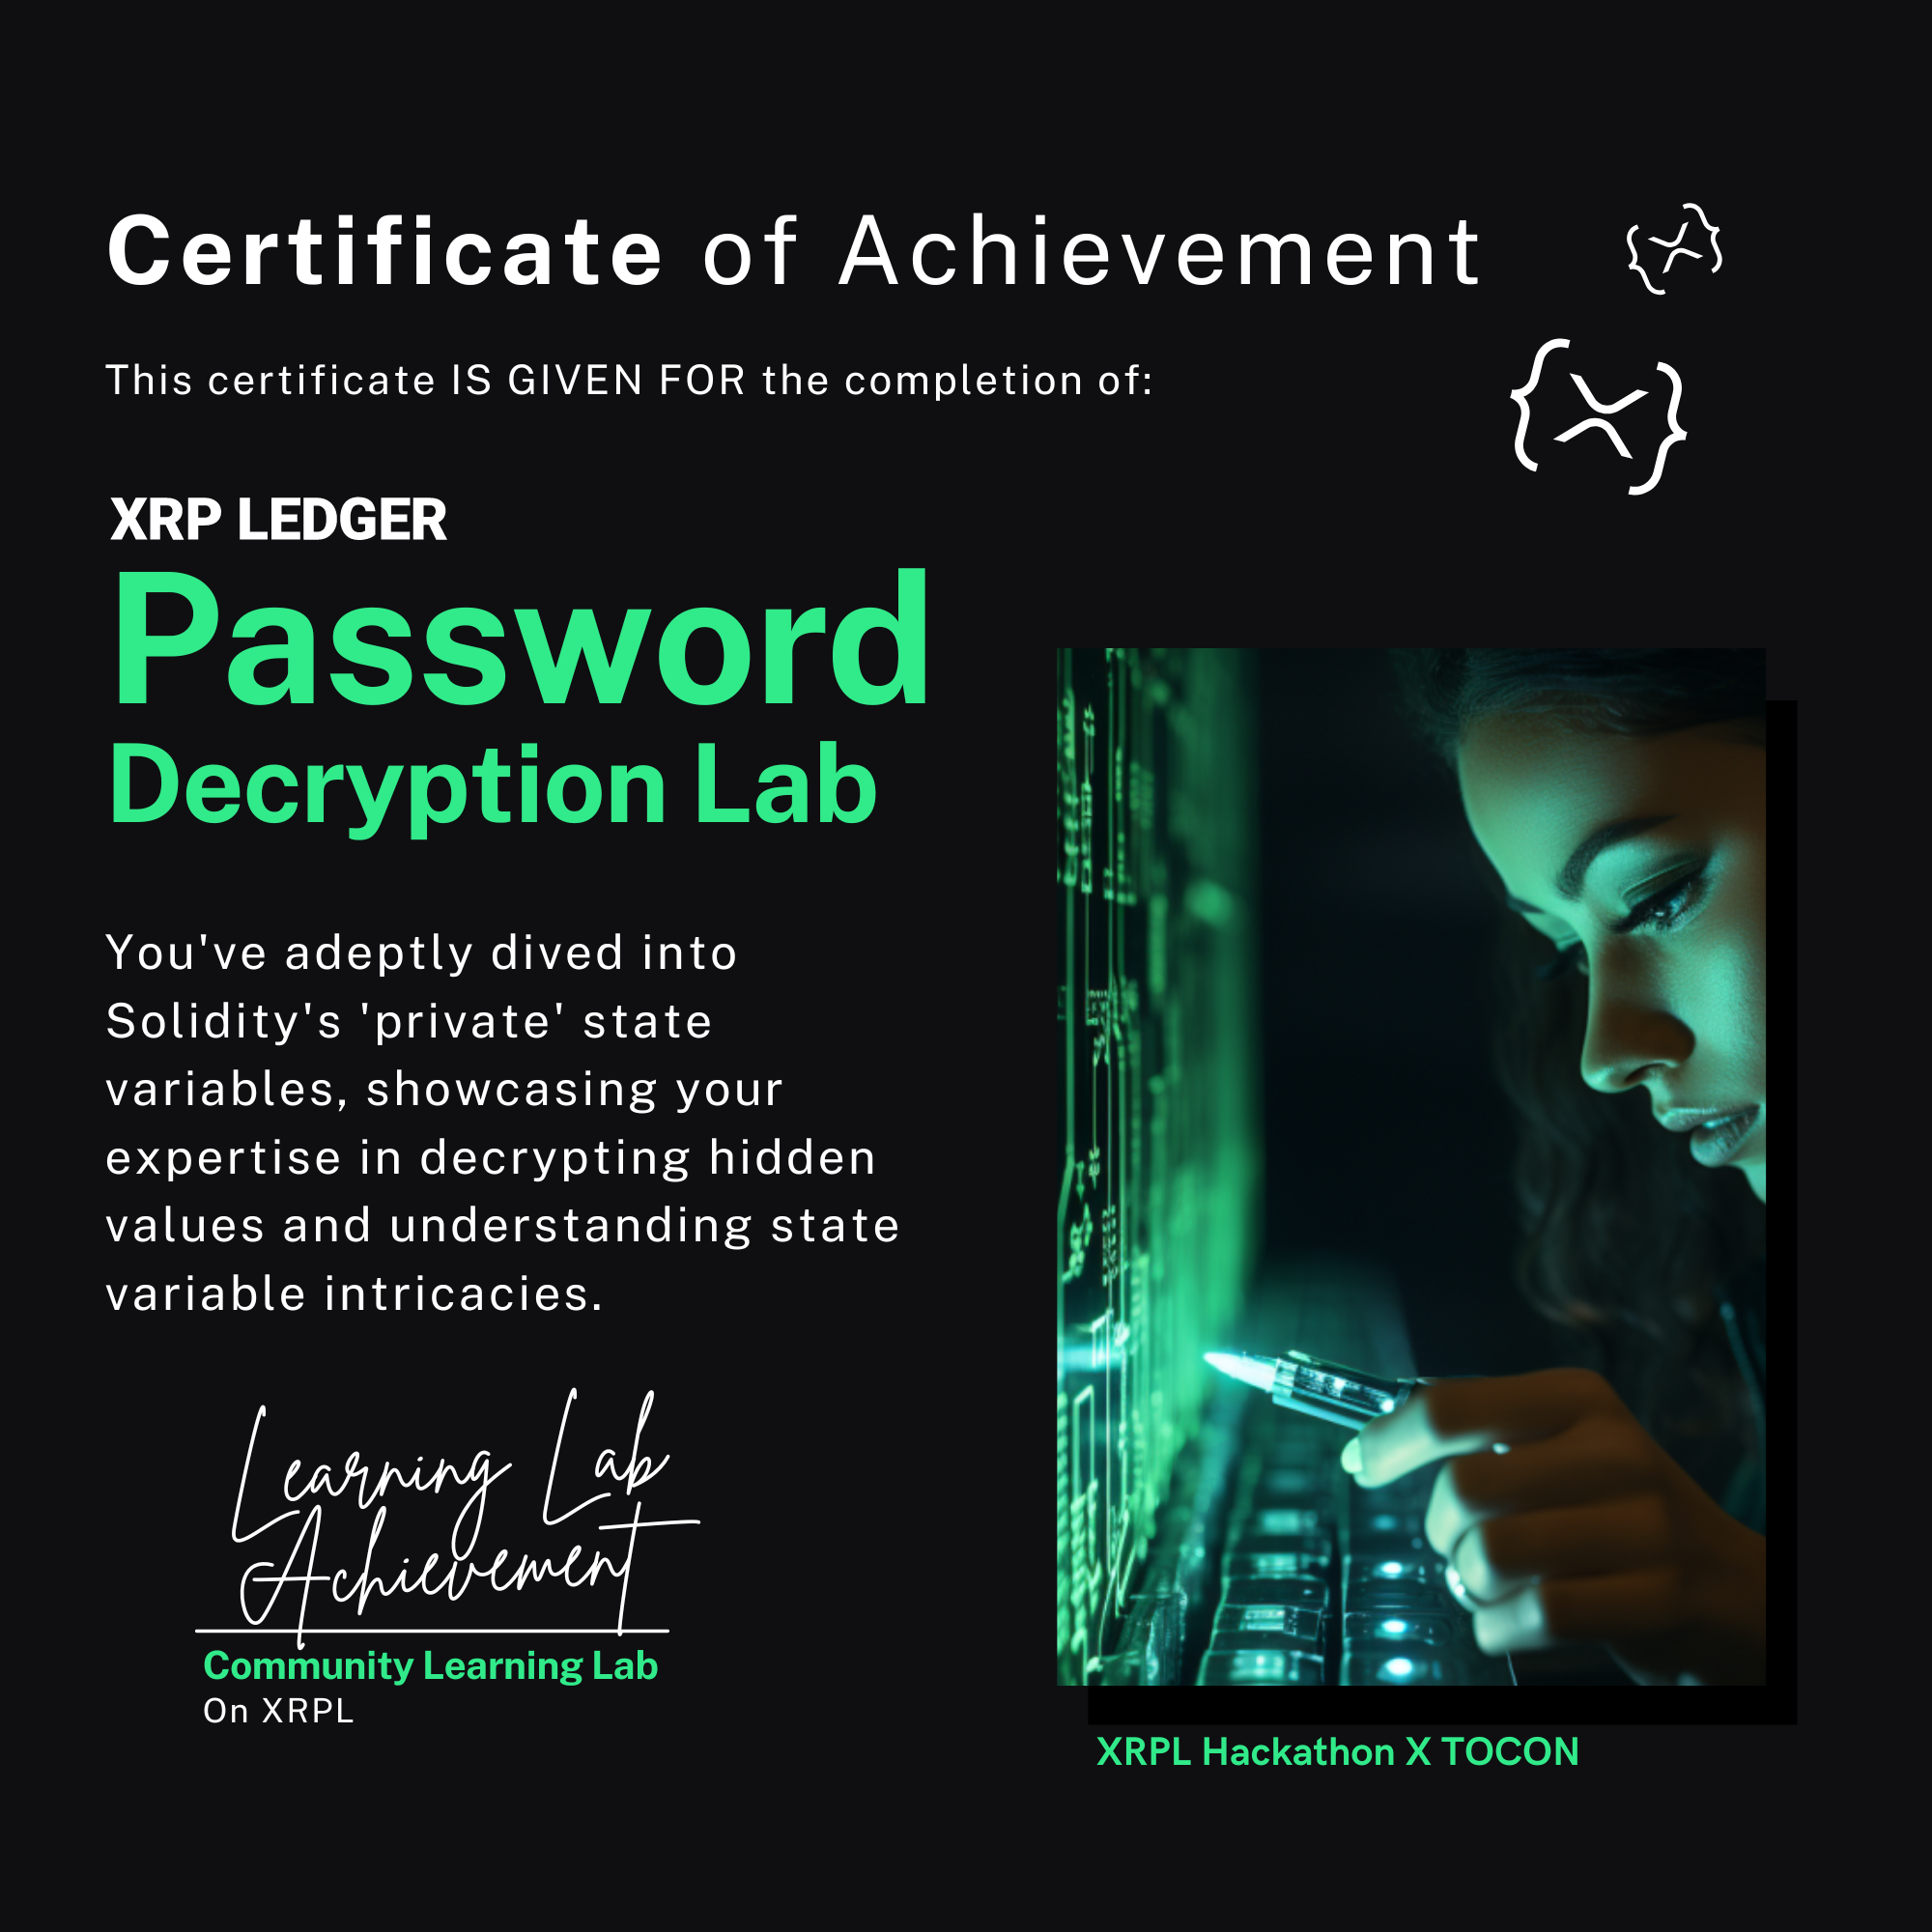 Certificate of Achievement
This certificate IS GIVEN FOR the completion of:
XRP LEDGER
Password
Decryption Lab
You've adeptly dived into
Solidity's 'private' state
variables, showcasing your
expertise in decrypting hidden
values and understanding state
variable intricacies.
Learning Lab
Achievement
Community Learning Lab
On XRPL
XRPL Hackathon X TOCON